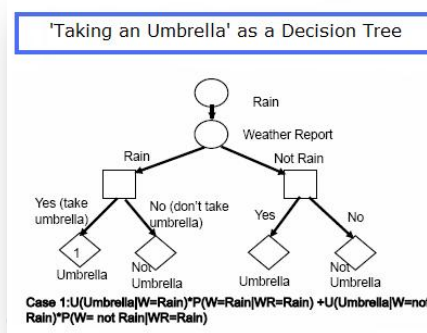 'Taking an Umbrella' as a Decision Tree
Rain
Weather Report
Rain
Not Rain
Yes (take
umbrella)
No (don't take
umbrella)
Yes
No
1
Umbrella
Not
Umbrella
Umbrella
Not
Umbrella
Case 1:U(Umbrella|W=Rain)*P(W=Rain|WR=Rain) +U(Umbrella|W=not
Rain)*P(W= not Rain|WR=Rain)